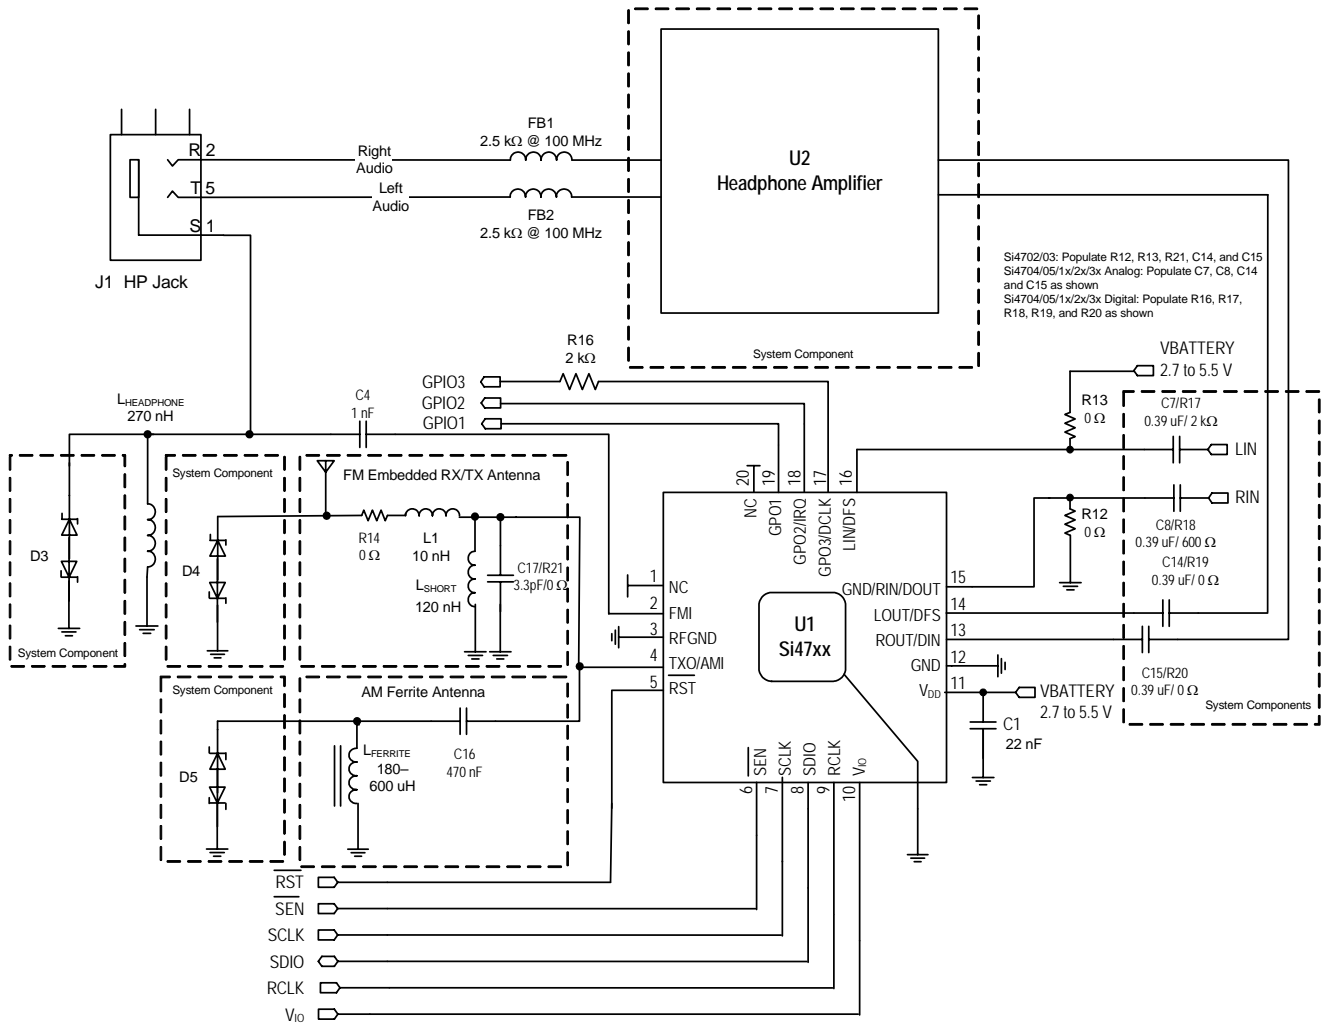 FB1
2.5 kΩ @ 100 MHz
R 2
Right
Audio
T 5
Left
Audio
S 1
FB2
2.5 kΩ @ 100 MHz
J1 HP Jack
U2
Headphone Amplifier
System Component
Si4702/03: Populate R12, R13, R21, C14, and C15
Si4704/05/1x/2x/3x Analog: Populate C7, C8, C14
and C15 as shown
Si4704/05/1x/2x/3x Digital: Populate R16, R17,
R18, R19, and R20 as shown
R16
2 kΩ
GPIO3
GPIO2
GPIO1
VBATTERY
2.7 to 5.5 V
R13
0 Ω
C7/R17
0.39 uF/ 2 kΩ
LIN
RIN
R12
0 Ω
C8/R18
0.39 uF/ 600 Ω
C14/R19
0.39 uF/ 0 Ω
C15/R20
0.39 uF/ 0 Ω
System Components
LHEADPHONE
270 nH
C4
1 nF
System Component
FM Embedded RX/TX Antenna
D3
System Component
D4
R14
0 Ω
L1
10 nH
LSHORT
120 nH
C17/R21
3.3pF/0 Ω
System Component
D5
AM Ferrite Antenna
LFERRITE
180–
600 uH
C16
470 nF
20
19
18
17
16
NC
GPO1
GPO2/IRQ
GPO3/DCLK
LIN/DFS
1
NC
2
FMI
3
RFGND
4
TXO/AMI
5
RST
U1
Si47xx
GND/RIN/DOUT
15
LOUT/DFS
14
ROUT/DIN
13
GND
12
VDD
11
VBATTERY
2.7 to 5.5 V
C1
22 nF
SEN
SCLK
SDIO
RCLK
VIO
6
7
8
9
10
RST
SEN
SCLK
SDIO
RCLK
VIO